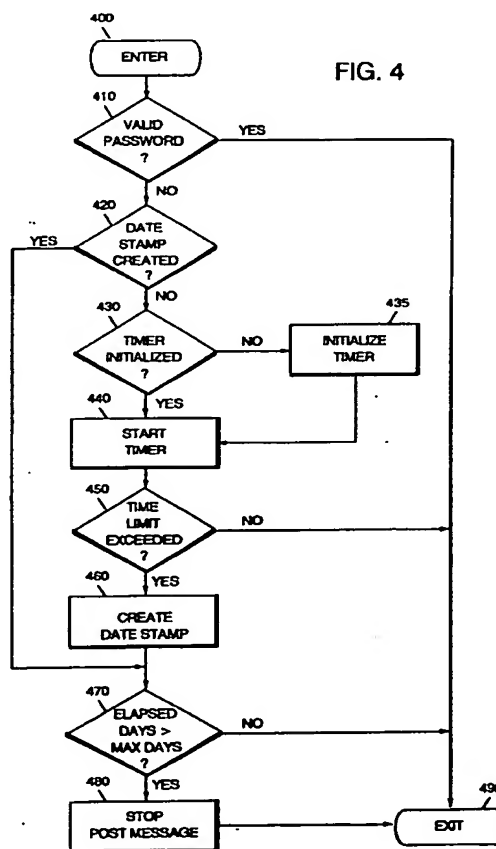 400
ENTER
FIG. 4
410
VALID
PASSWORD
?
YES
NO
420
DATE
STAMP
CREATED
?
YES
NO
430
TIMER
INITIALIZED
?
NO
435
INITIALIZE
TIMER
YES
440
START
TIMER
450
TIME
LIMIT
EXCEEDED
?
NO
YES
460
CREATE
DATE STAMP
470
ELAPSED
DAYS >
MAX DAYS
?
NO
YES
480
STOP
POST MESSAGE
490
EXIT